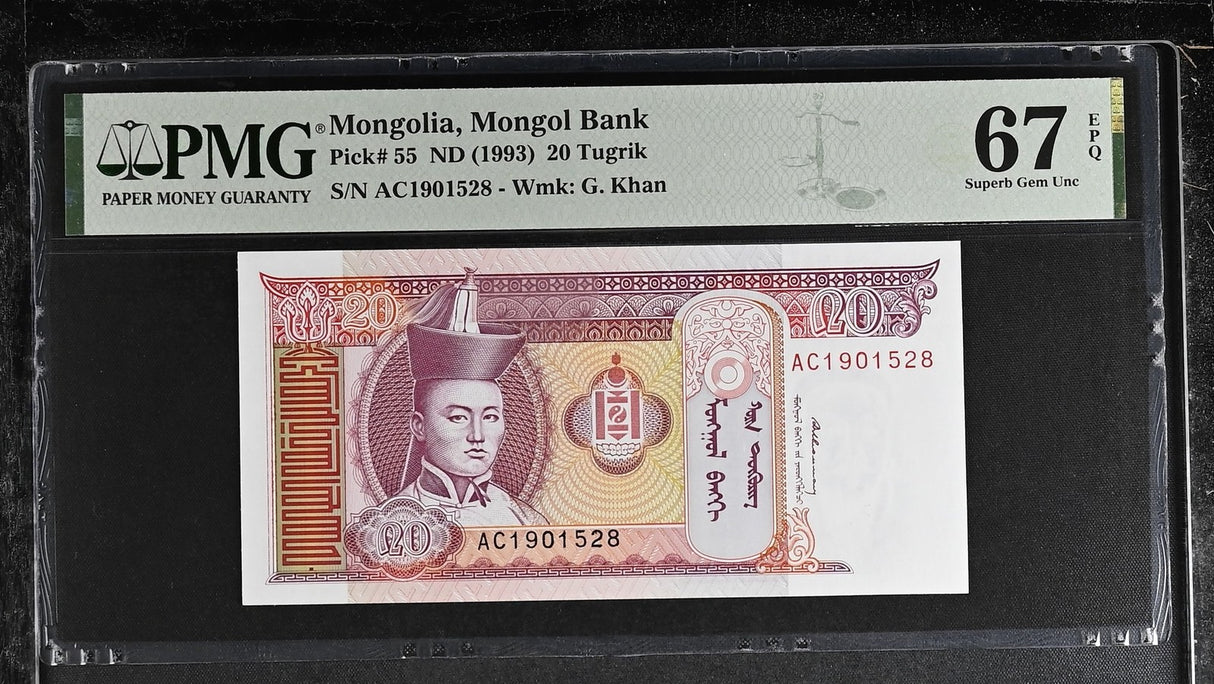 PMG®
PAPER MONEY GUARANTY
Mongolia, Mongol Bank
Pick# 55 ND (1993) 20 Tugrik
S/N AC1901528 - Wmk: G. Khan
67
EPQ
Superb Gem Unc
20
20
AC1901528
20
AC1901528